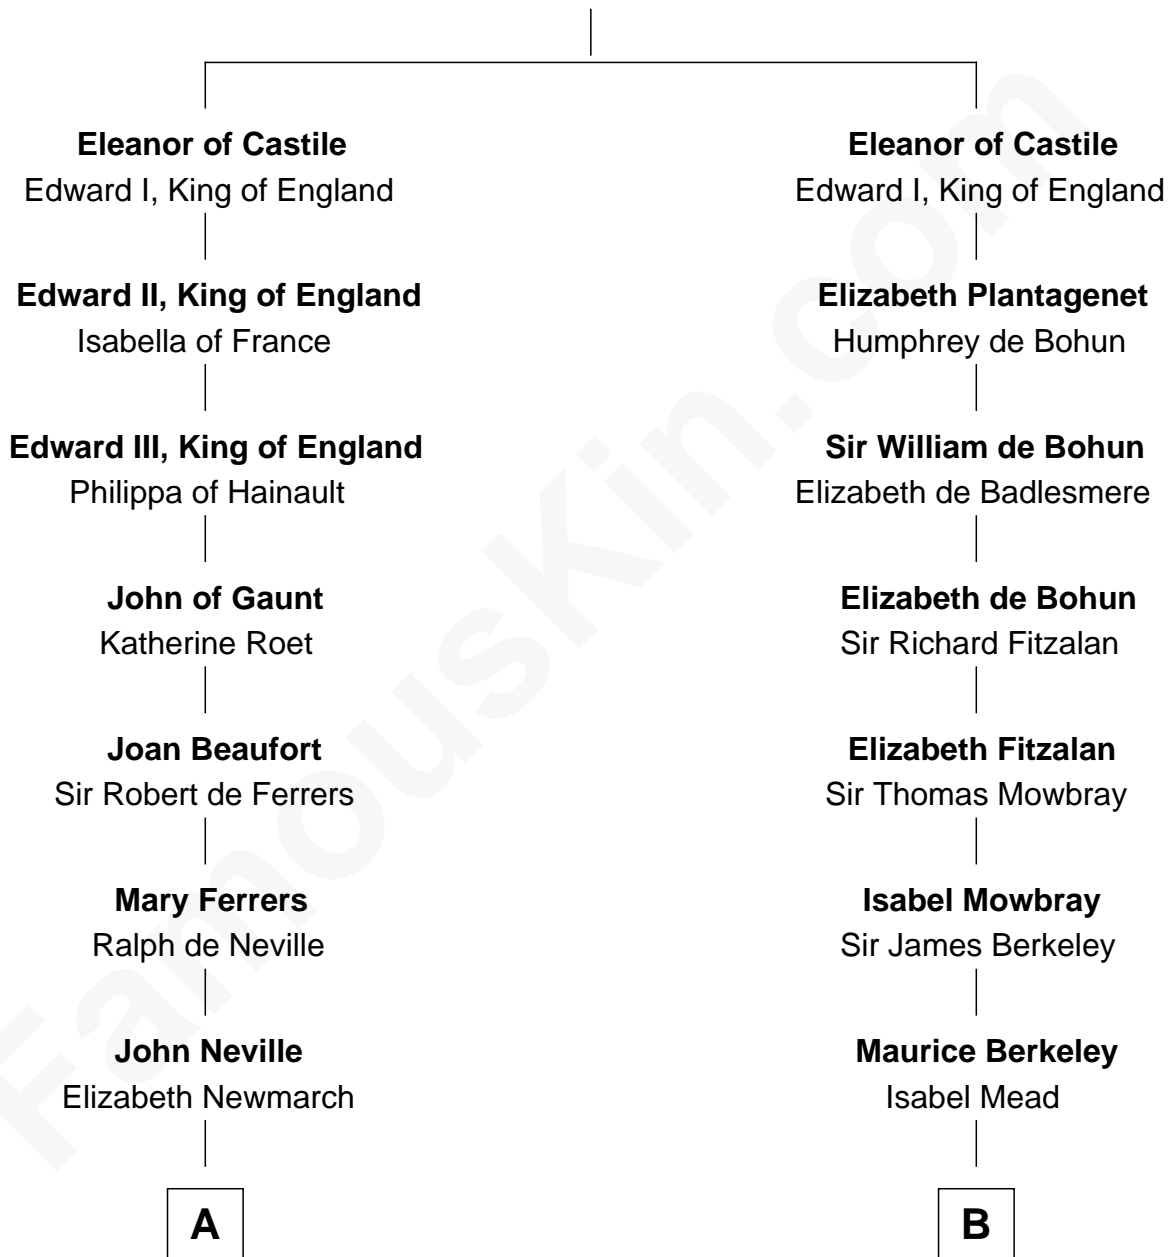 Eleanor of Castile
Edward I, King of England
Edward II, King of England
Isabella of France
Edward III, King of England
Philippa of Hainault
John of Gaunt
Katherine Roet
Joan Beaufort
Sir Robert de Ferrers
Mary Ferrers
Ralph de Neville
John Neville
Elizabeth Newmarch
A
Eleanor of Castile
Edward I, King of England
Elizabeth Plantagenet
Humphrey de Bohun
Sir William de Bohun
Elizabeth de Badlesmere
Elizabeth de Bohun
Sir Richard Fitzalan
Elizabeth Fitzalan
Sir Thomas Mowbray
Isabel Mowbray
Sir James Berkeley
Maurice Berkeley
Isabel Mead
B
FamousKin.com